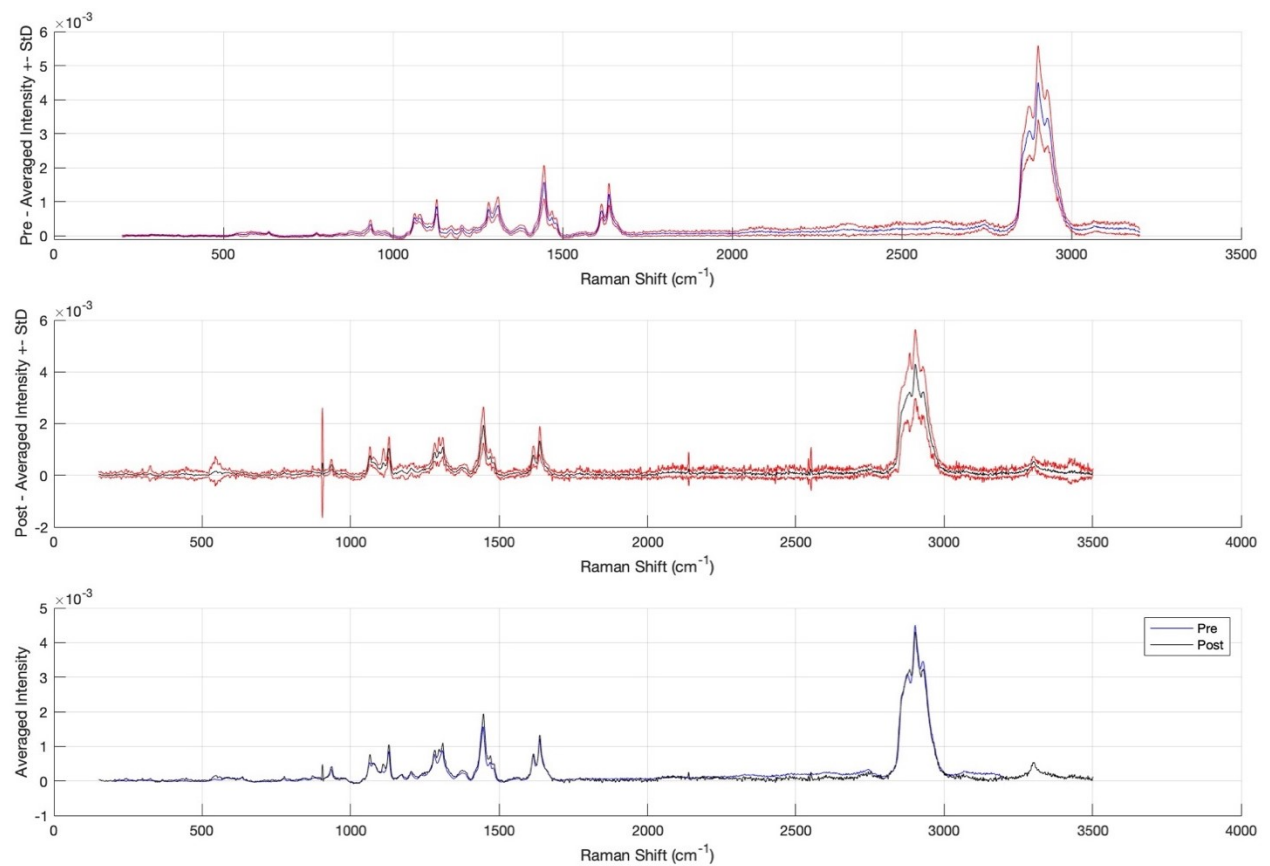 ×10⁻³
6
5
4
3
2
1
0
Pre - Averaged Intensity +- StD
0 500 1000 1500 2000 2500 3000 3500
Raman Shift (cm⁻¹)
×10⁻³
6
4
2
0
-2
Post - Averaged Intensity +- StD
0 500 1000 1500 2000 2500 3000 3500 4000
Raman Shift (cm⁻¹)
×10⁻³
5
4
3
2
1
0
-1
Averaged Intensity
Pre
Post
0 500 1000 1500 2000 2500 3000 3500 4000
Raman Shift (cm⁻¹)